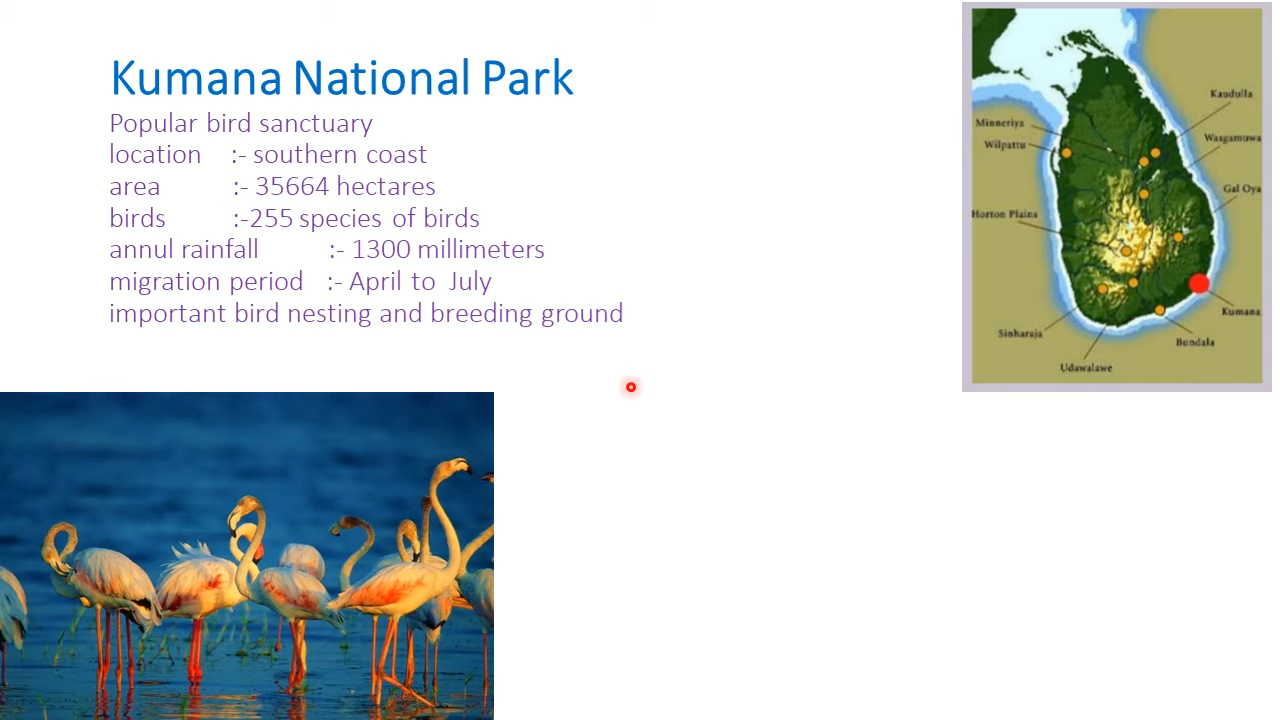 Kumana National Park
Popular bird sanctuary
location :- southern coast
area :- 35664 hectares
birds :-255 species of birds
annul rainfall :- 1300 millimeters
migration period :- April to July
important bird nesting and breeding ground
Kaudulla
Minneriya
Wasgamuwa
Wilpattu
Gal Oya
Horton Plains
Kumana
Sinharaja
Bundala
Udawalawe